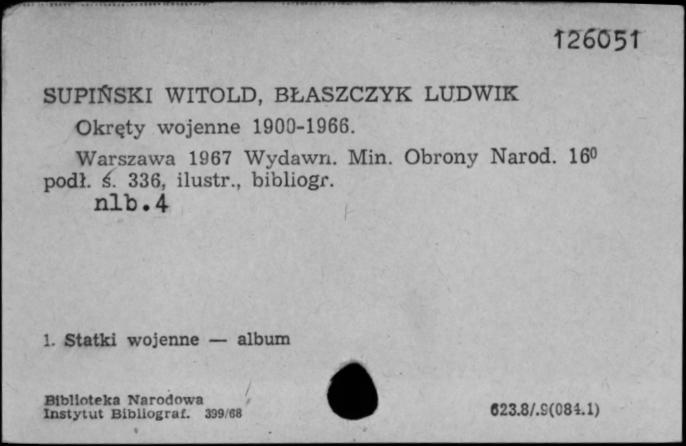 126051
SUPIŃSKI WITOLD, BŁASZCZYK LUDWIK
Okręty wojenne 1900-1966.
Warszawa 1967 Wydawn. Min. Obrony Narod. 16⁰
podł. ś. 336, ilustr., bibliogr.
nlb.4
1. Statki wojenne — album
Biblioteka Narodowa
Instytut Bibliograf. 399/68
623.8/.9(084.1)